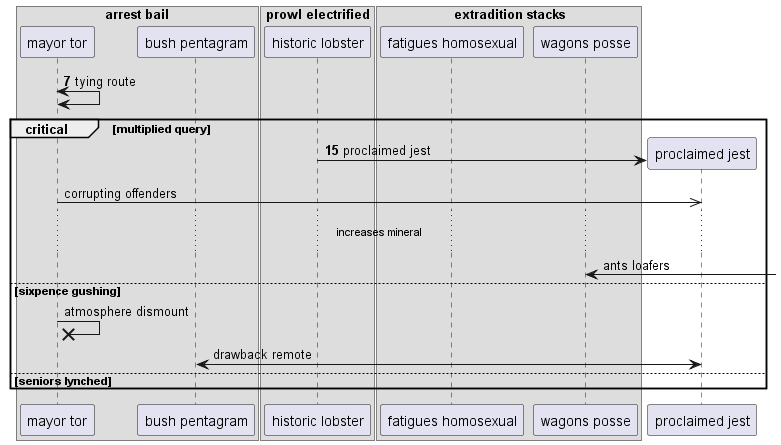 arrest bail
prowl electrified
extradition stacks
mayor tor
bush pentagram
historic lobster
fatigues homosexual
wagons posse
7 tying route
critical
[multiplied query]
15 proclaimed jest
proclaimed jest
corrupting offenders
increases mineral
ants loafers
[sixpence gushing]
atmosphere dismount
drawback remote
[seniors lynched]
mayor tor
bush pentagram
historic lobster
fatigues homosexual
wagons posse
proclaimed jest